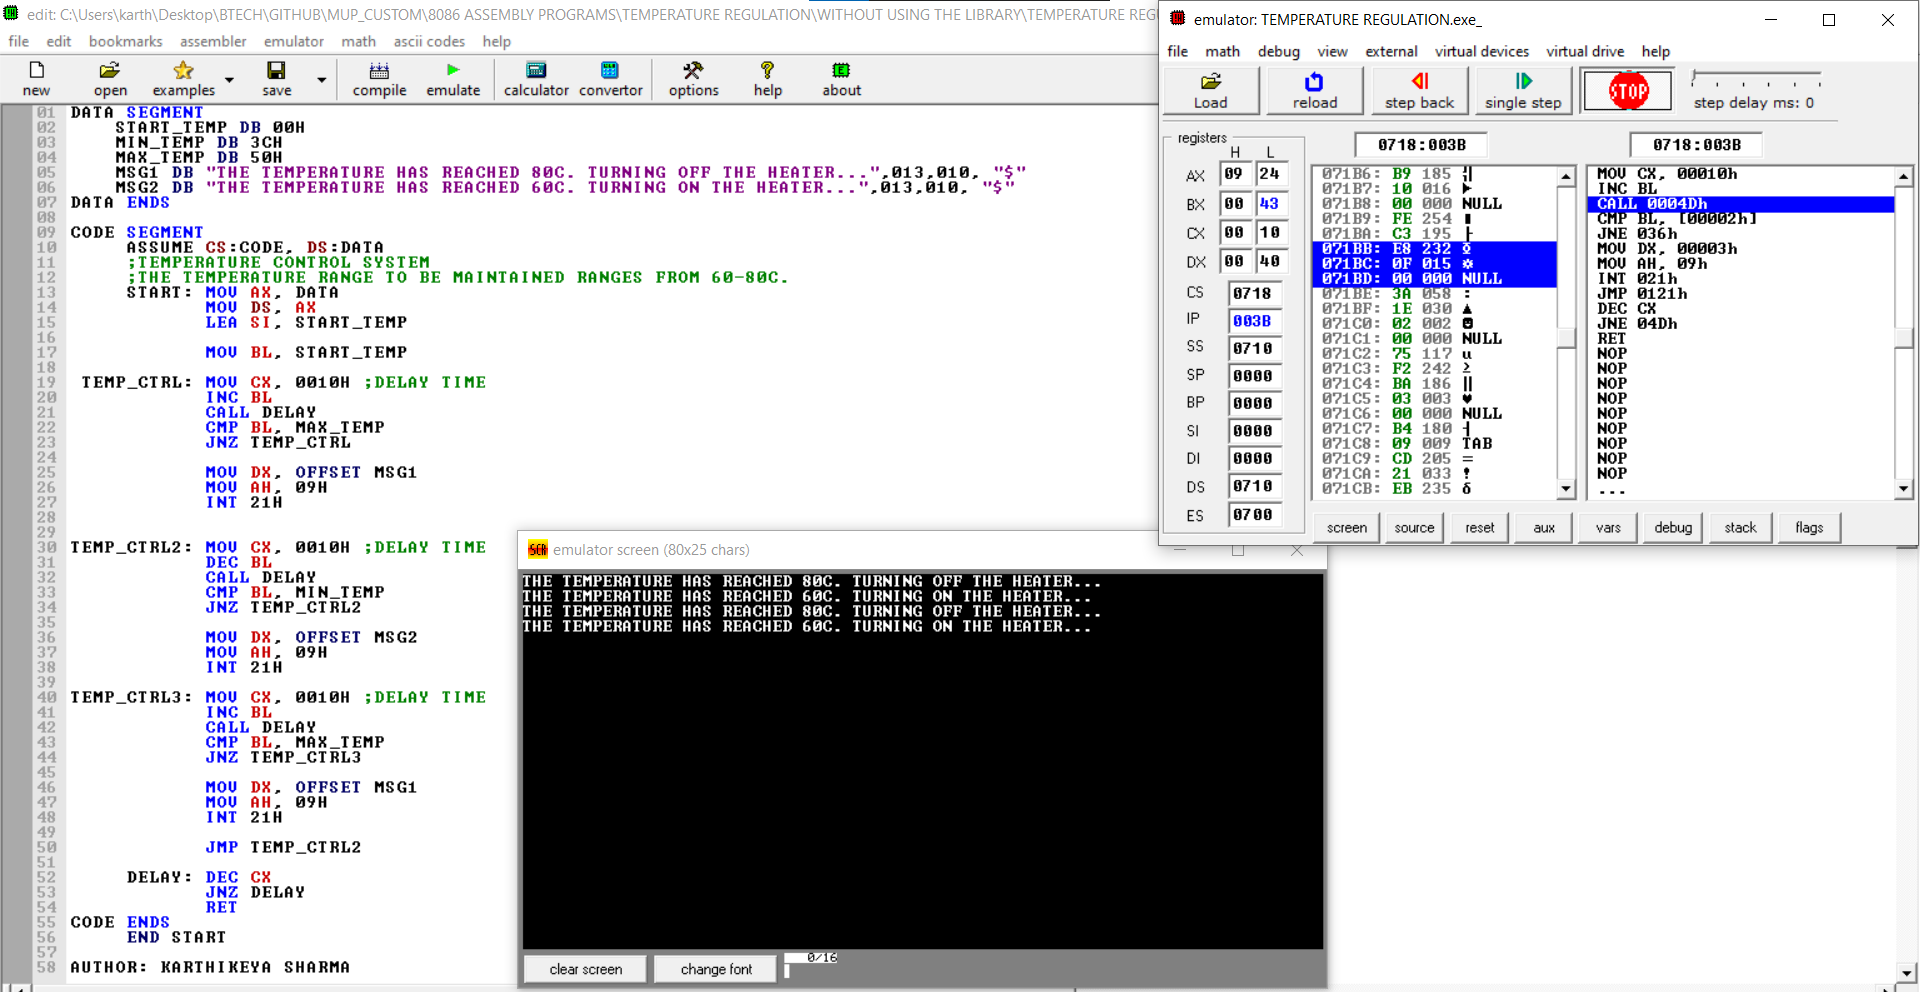 edit: C:\Users\karth\Desktop\BTECH\GITHUB\MUP_CUSTOM\8086 ASSEMBLY PROGRAMS\TEMPERATURE REGULATION\WITHOUT USING THE LIBRARY\TEMPERATURE REG
file edit bookmarks assembler emulator math ascii codes help
new open examples save compile emulate calculator convertor options help about
01 DATA SEGMENT
02 START_TEMP DB 00H
03 MIN_TEMP DB 3CH
04 MAX_TEMP DB 50H
05 MSG1 DB "THE TEMPERATURE HAS REACHED 80C. TURNING OFF THE HEATER...",013,010, "$"
06 MSG2 DB "THE TEMPERATURE HAS REACHED 60C. TURNING ON THE HEATER...",013,010, "$"
07 DATA ENDS
08
09 CODE SEGMENT
10 ASSUME CS:CODE, DS:DATA
11 ;TEMPERATURE CONTROL SYSTEM
12 ;THE TEMPERATURE RANGE TO BE MAINTAINED RANGES FROM 60-80C.
13 START: MOV AX, DATA
14 MOV DS, AX
15 LEA SI, START_TEMP
16
17 MOV BL, START_TEMP
18
19 TEMP_CTRL: MOV CX, 0010H ;DELAY TIME
20 INC BL
21 CALL DELAY
22 CMP BL, MAX_TEMP
23 JNZ TEMP_CTRL
24
25 MOV DX, OFFSET MSG1
26 MOV AH, 09H
27 INT 21H
28
29
30 TEMP_CTRL2: MOV CX, 0010H ;DELAY TIME
31 DEC BL
32 CALL DELAY
33 CMP BL, MIN_TEMP
34 JNZ TEMP_CTRL2
35
36 MOV DX, OFFSET MSG2
37 MOV AH, 09H
38 INT 21H
39
40 TEMP_CTRL3: MOV CX, 0010H ;DELAY TIME
41 INC BL
42 CALL DELAY
43 CMP BL, MAX_TEMP
44 JNZ TEMP_CTRL3
45
46 MOV DX, OFFSET MSG1
47 MOV AH, 09H
48 INT 21H
49
50 JMP TEMP_CTRL2
51
52 DELAY: DEC CX
53 JNZ DELAY
54 RET
55 CODE ENDS
56 END START
57
58 AUTHOR: KARTHIKEYA SHARMA
emulator: TEMPERATURE REGULATION.exe_
file math debug view external virtual devices virtual drive help
Load reload step back single step STOP step delay ms: 0
registers
H L
AX 09 24
BX 00 43
CX 00 10
DX 00 40
CS 0718
IP 003B
SS 0710
SP 0000
BP 0000
SI 0000
DI 0000
DS 0710
ES 0700
0718:003B
071B6: B9 185 ╣
071B7: 10 016 ►
071B8: 00 000 NULL
071B9: FE 254 ■
071BA: C3 195 ├
071BB: E8 232
071BC: 0F 015 ☼
071BD: 00 000 NULL
071BE: 3A 058 :
071BF: 1E 030 ▲
071C0: 02 002 ☻
071C1: 00 000 NULL
071C2: 75 117 u
071C3: F2 242 ≥
071C4: BA 186 ║
071C5: 03 003 ♥
071C6: 00 000 NULL
071C7: B4 180 ┤
071C8: 09 009 TAB
071C9: CD 205 ═
071CA: 21 033 !
071CB: EB 235 δ
0718:003B
MOV CX, 00010h
INC BL
CALL 0004Dh
CMP BL, [00002h]
JNE 036h
MOV DX, 00003h
MOV AH, 09h
INT 021h
JMP 0121h
DEC CX
JNE 04Dh
RET
NOP
NOP
NOP
NOP
NOP
NOP
NOP
NOP
NOP
...
screen source reset aux vars debug stack flags
SCR emulator screen (80x25 chars)
THE TEMPERATURE HAS REACHED 80C. TURNING OFF THE HEATER...
THE TEMPERATURE HAS REACHED 60C. TURNING ON THE HEATER...
THE TEMPERATURE HAS REACHED 80C. TURNING OFF THE HEATER...
THE TEMPERATURE HAS REACHED 60C. TURNING ON THE HEATER...
clear screen change font 0/16